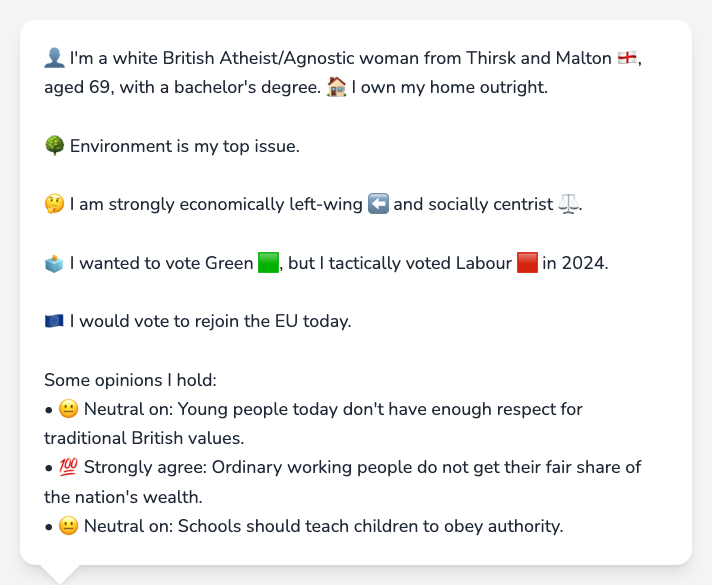 👤 I'm a white British Atheist/Agnostic woman from Thirsk and Malton 🏴󠁧󠁢󠁥󠁮󠁧󠁿,
aged 69, with a bachelor's degree. 🏠 I own my home outright.
🌳 Environment is my top issue.
🤔 I am strongly economically left-wing ⬅️ and socially centrist ⚖️.
🗳️ I wanted to vote Green 🟩, but I tactically voted Labour 🟥 in 2024.
🇪🇺 I would vote to rejoin the EU today.
Some opinions I hold:
• 😐 Neutral on: Young people today don't have enough respect for
traditional British values.
• 💯 Strongly agree: Ordinary working people do not get their fair share of
the nation's wealth.
• 😐 Neutral on: Schools should teach children to obey authority.